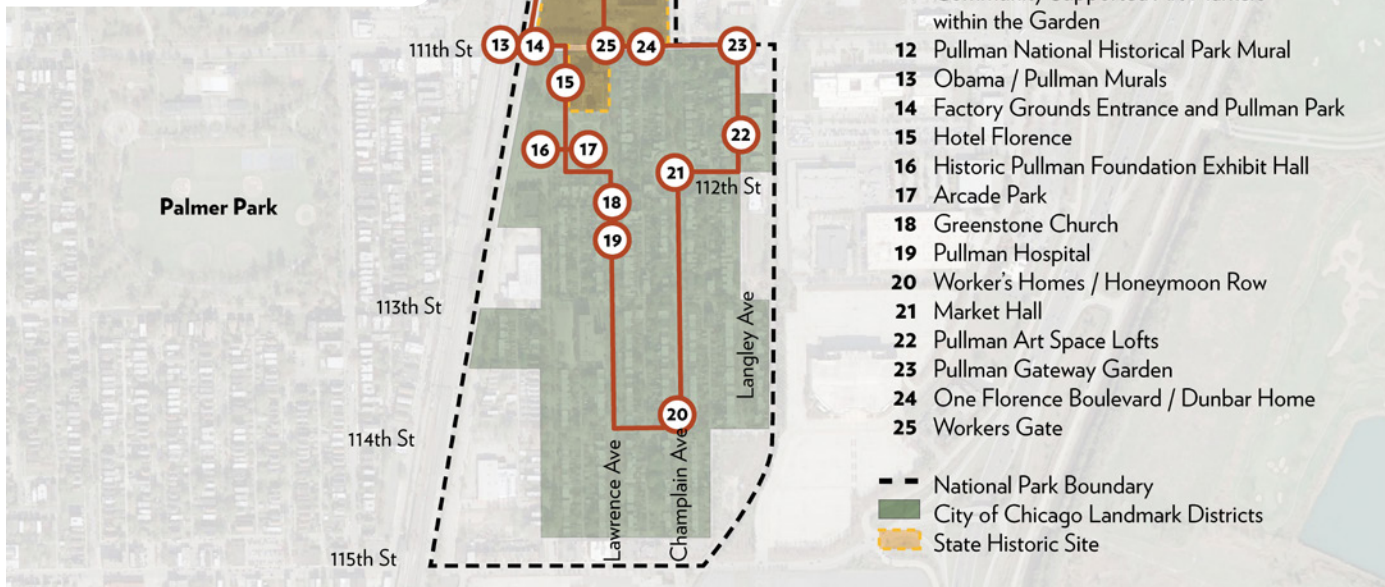 within the Garden
12 Pullman National Historical Park Mural
13 Obama / Pullman Murals
14 Factory Grounds Entrance and Pullman Park
15 Hotel Florence
16 Historic Pullman Foundation Exhibit Hall
17 Arcade Park
18 Greenstone Church
19 Pullman Hospital
20 Worker's Homes / Honeymoon Row
21 Market Hall
22 Pullman Art Space Lofts
23 Pullman Gateway Garden
24 One Florence Boulevard / Dunbar Home
25 Workers Gate
National Park Boundary
City of Chicago Landmark Districts
State Historic Site
111th St
13
14
25
24
23
15
22
16
17
21
112th St
18
Palmer Park
19
113th St
Langley Ave
20
114th St
Lawrence Ave
Champlain Ave
115th St